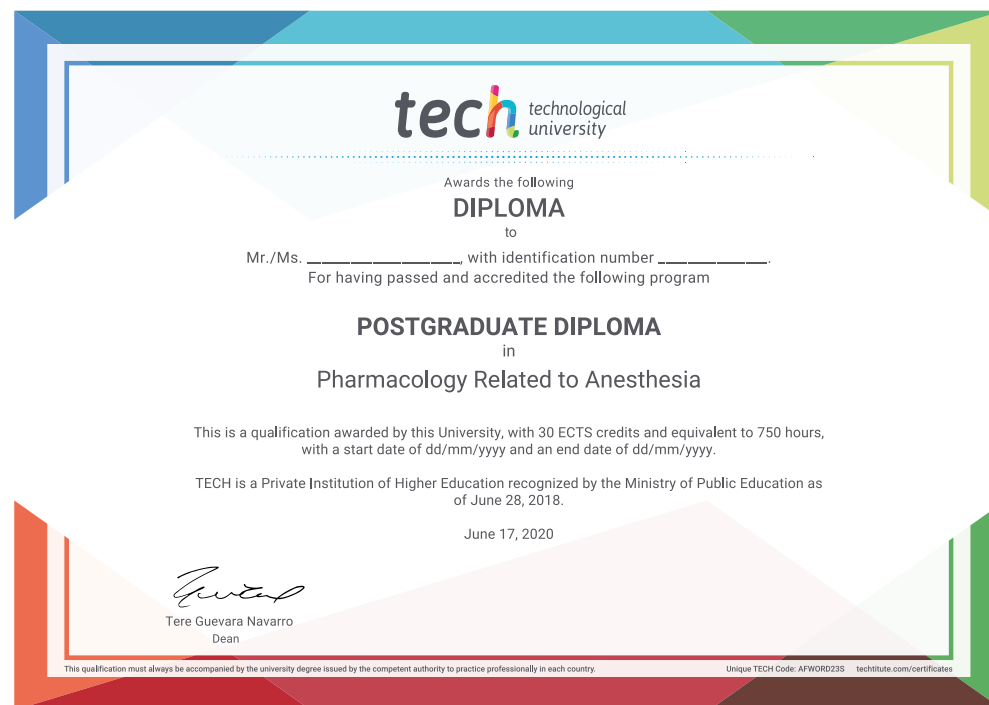 tech technological
university
Awards the following
DIPLOMA
to
Mr./Ms. ____________________, with identification number ______________.
For having passed and accredited the following program
POSTGRADUATE DIPLOMA
in
Pharmacology Related to Anesthesia
This is a qualification awarded by this University, with 30 ECTS credits and equivalent to 750 hours,
with a start date of dd/mm/yyyy and an end date of dd/mm/yyyy.
TECH is a Private Institution of Higher Education recognized by the Ministry of Public Education as
of June 28, 2018.
June 17, 2020
Tere Guevara Navarro
Dean
This qualification must always be accompanied by the university degree issued by the competent authority to practice professionally in each country.
Unique TECH Code: AFWORD23S techtitute.com/certificates